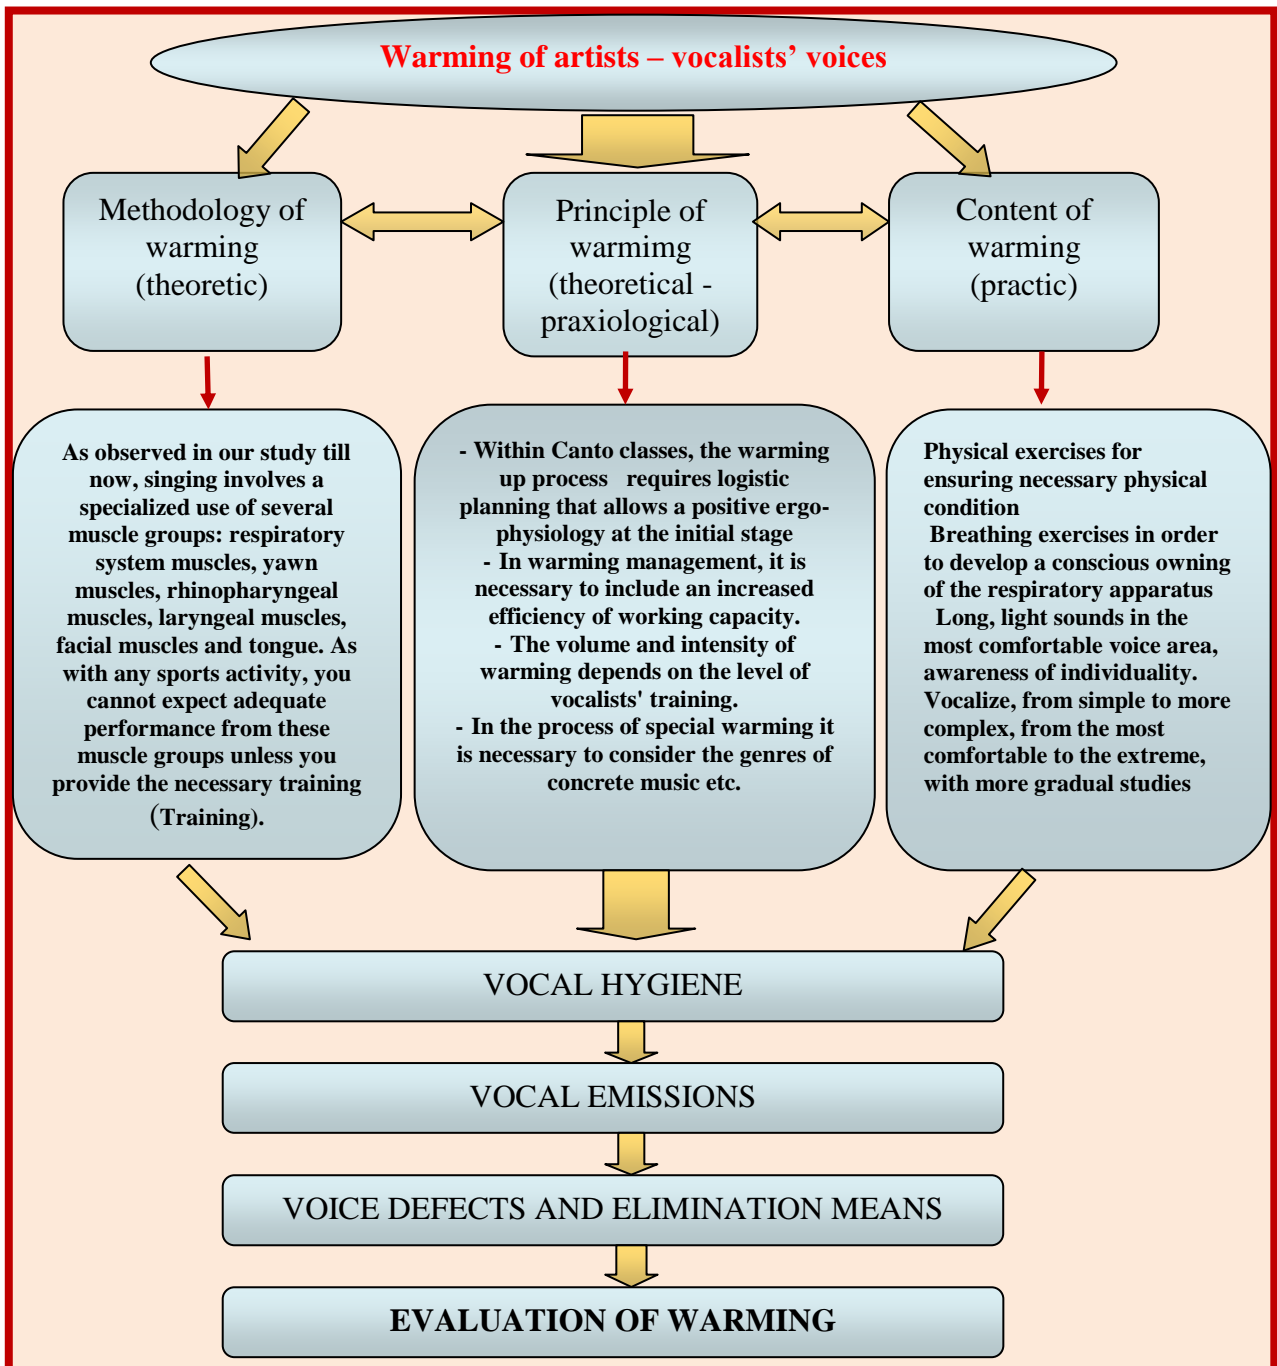 Warming of artists – vocalists’ voices
Methodology of
warming
(theoretic)
Principle of
warmimg
(theoretical -
praxiological)
Content of
warming
(practic)
As observed in our study till
now, singing involves a
specialized use of several
muscle groups: respiratory
system muscles, yawn
muscles, rhinopharyngeal
muscles, laryngeal muscles,
facial muscles and tongue. As
with any sports activity, you
cannot expect adequate
performance from these
muscle groups unless you
provide the necessary training
(Training).
- Within Canto classes, the warming
up process requires logistic
planning that allows a positive ergo-
physiology at the initial stage
- In warming management, it is
necessary to include an increased
efficiency of working capacity.
- The volume and intensity of
warming depends on the level of
vocalists' training.
- In the process of special warming it
is necessary to consider the genres of
concrete music etc.
Physical exercises for
ensuring necessary physical
condition
Breathing exercises in order
to develop a conscious owning
of the respiratory apparatus
Long, light sounds in the
most comfortable voice area,
awareness of individuality.
Vocalize, from simple to more
complex, from the most
comfortable to the extreme,
with more gradual studies
VOCAL HYGIENE
VOCAL EMISSIONS
VOICE DEFECTS AND ELIMINATION MEANS
EVALUATION OF WARMING